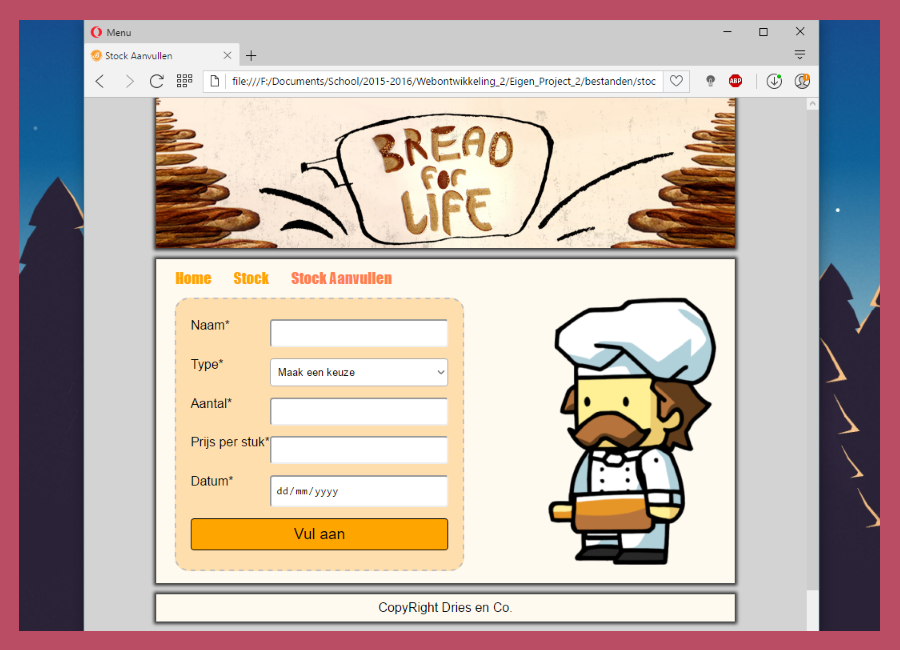 Menu
Stock Aanvullen
file:///F:/Documents/School/2015-2016/Webontwikkeling_2/Eigen_Project_2/bestanden/stoc
ABP
BREAD
for
LIFE
Home Stock Stock Aanvullen
Naam*
Type* Maak een keuze
Aantal*
Prijs per stuk*
Datum* dd/mm/yyyy
Vul aan
CopyRight Dries en Co.